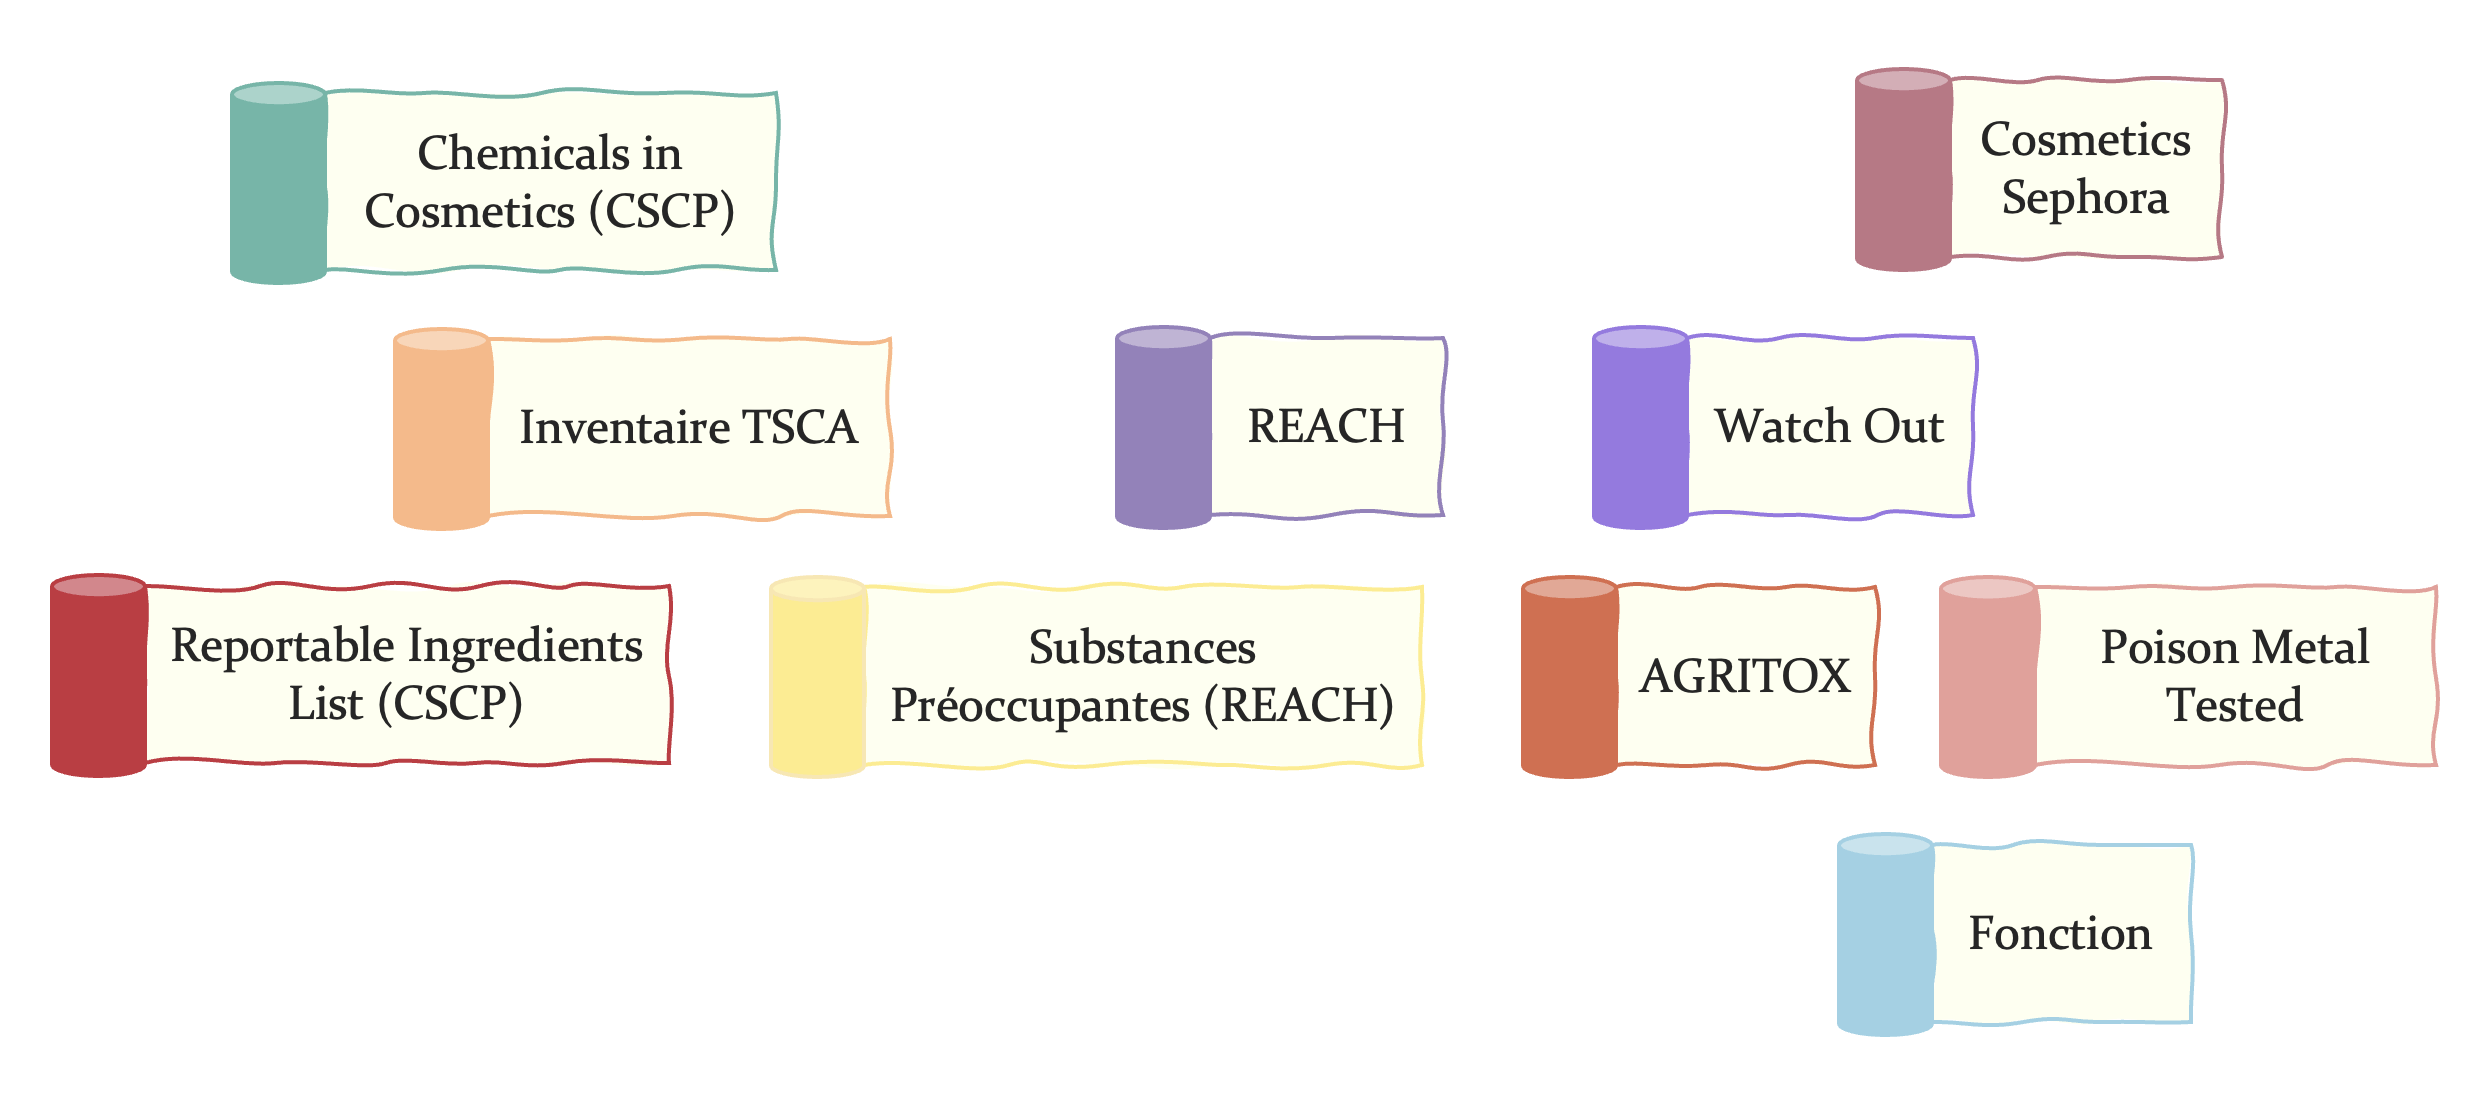 Chemicals in
Cosmetics (CSCP)
Cosmetics
Sephora
Inventaire TSCA
REACH
Watch Out
Reportable Ingredients
List (CSCP)
Substances
Préoccupantes (REACH)
AGRITOX
Poison Metal
Tested
Fonction